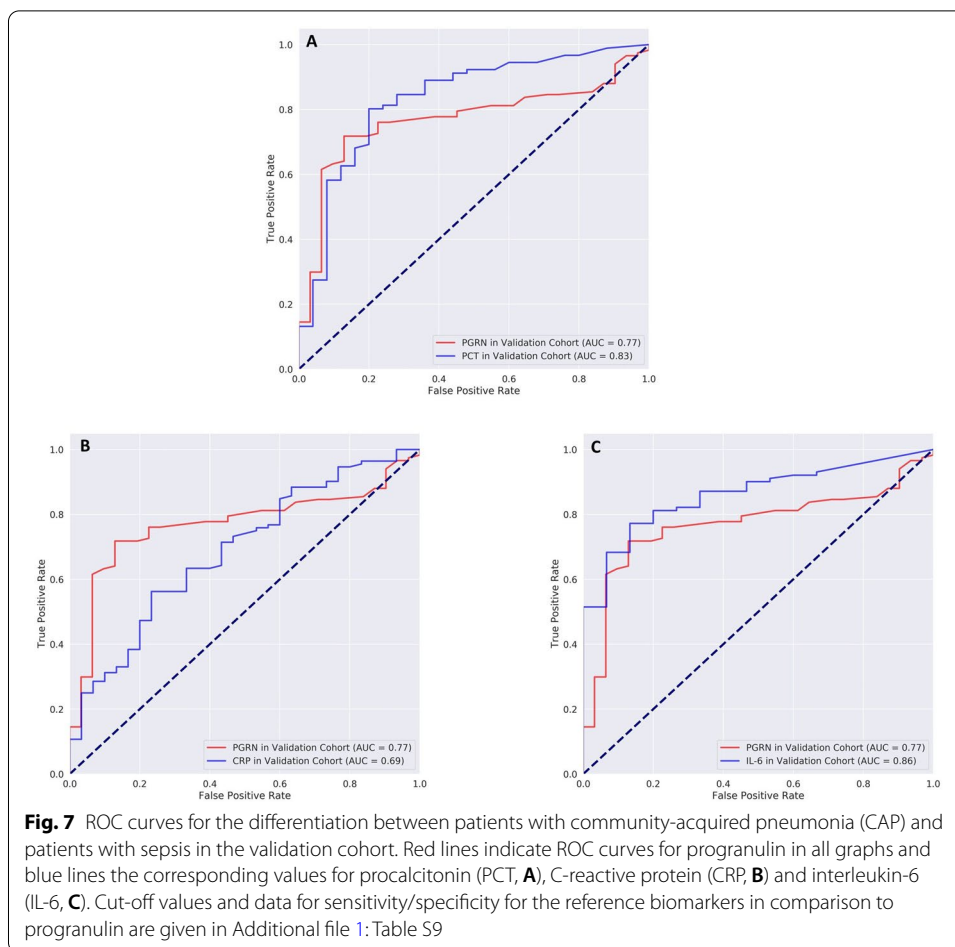 A
1.0
0.8
0.6
0.4
0.2
0.0
True Positive Rate
PGRN in Validation Cohort (AUC = 0.77)
PCT in Validation Cohort (AUC = 0.83)
0.0 0.2 0.4 0.6 0.8 1.0
False Positive Rate
B
1.0
0.8
0.6
0.4
0.2
0.0
True Positive Rate
PGRN in Validation Cohort (AUC = 0.77)
CRP in Validation Cohort (AUC = 0.69)
0.0 0.2 0.4 0.6 0.8 1.0
False Positive Rate
C
1.0
0.8
0.6
0.4
0.2
0.0
True Positive Rate
PGRN in Validation Cohort (AUC = 0.77)
IL-6 in Validation Cohort (AUC = 0.86)
0.0 0.2 0.4 0.6 0.8 1.0
False Positive Rate
Fig. 7 ROC curves for the differentiation between patients with community-acquired pneumonia (CAP) and
patients with sepsis in the validation cohort. Red lines indicate ROC curves for progranulin in all graphs and
blue lines the corresponding values for procalcitonin (PCT, A), C-reactive protein (CRP, B) and interleukin-6
(IL-6, C). Cut-off values and data for sensitivity/specificity for the reference biomarkers in comparison to
progranulin are given in Additional file 1: Table S9